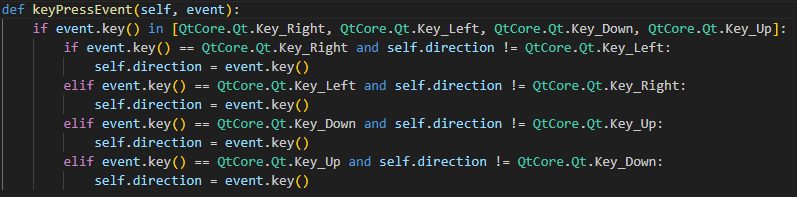 def keyPressEvent(self, event):
    if event.key() in [QtCore.Qt.Key_Right, QtCore.Qt.Key_Left, QtCore.Qt.Key_Down, QtCore.Qt.Key_Up]:
        if event.key() == QtCore.Qt.Key_Right and self.direction != QtCore.Qt.Key_Left:
            self.direction = event.key()
        elif event.key() == QtCore.Qt.Key_Left and self.direction != QtCore.Qt.Key_Right:
            self.direction = event.key()
        elif event.key() == QtCore.Qt.Key_Down and self.direction != QtCore.Qt.Key_Up:
            self.direction = event.key()
        elif event.key() == QtCore.Qt.Key_Up and self.direction != QtCore.Qt.Key_Down:
            self.direction = event.key()